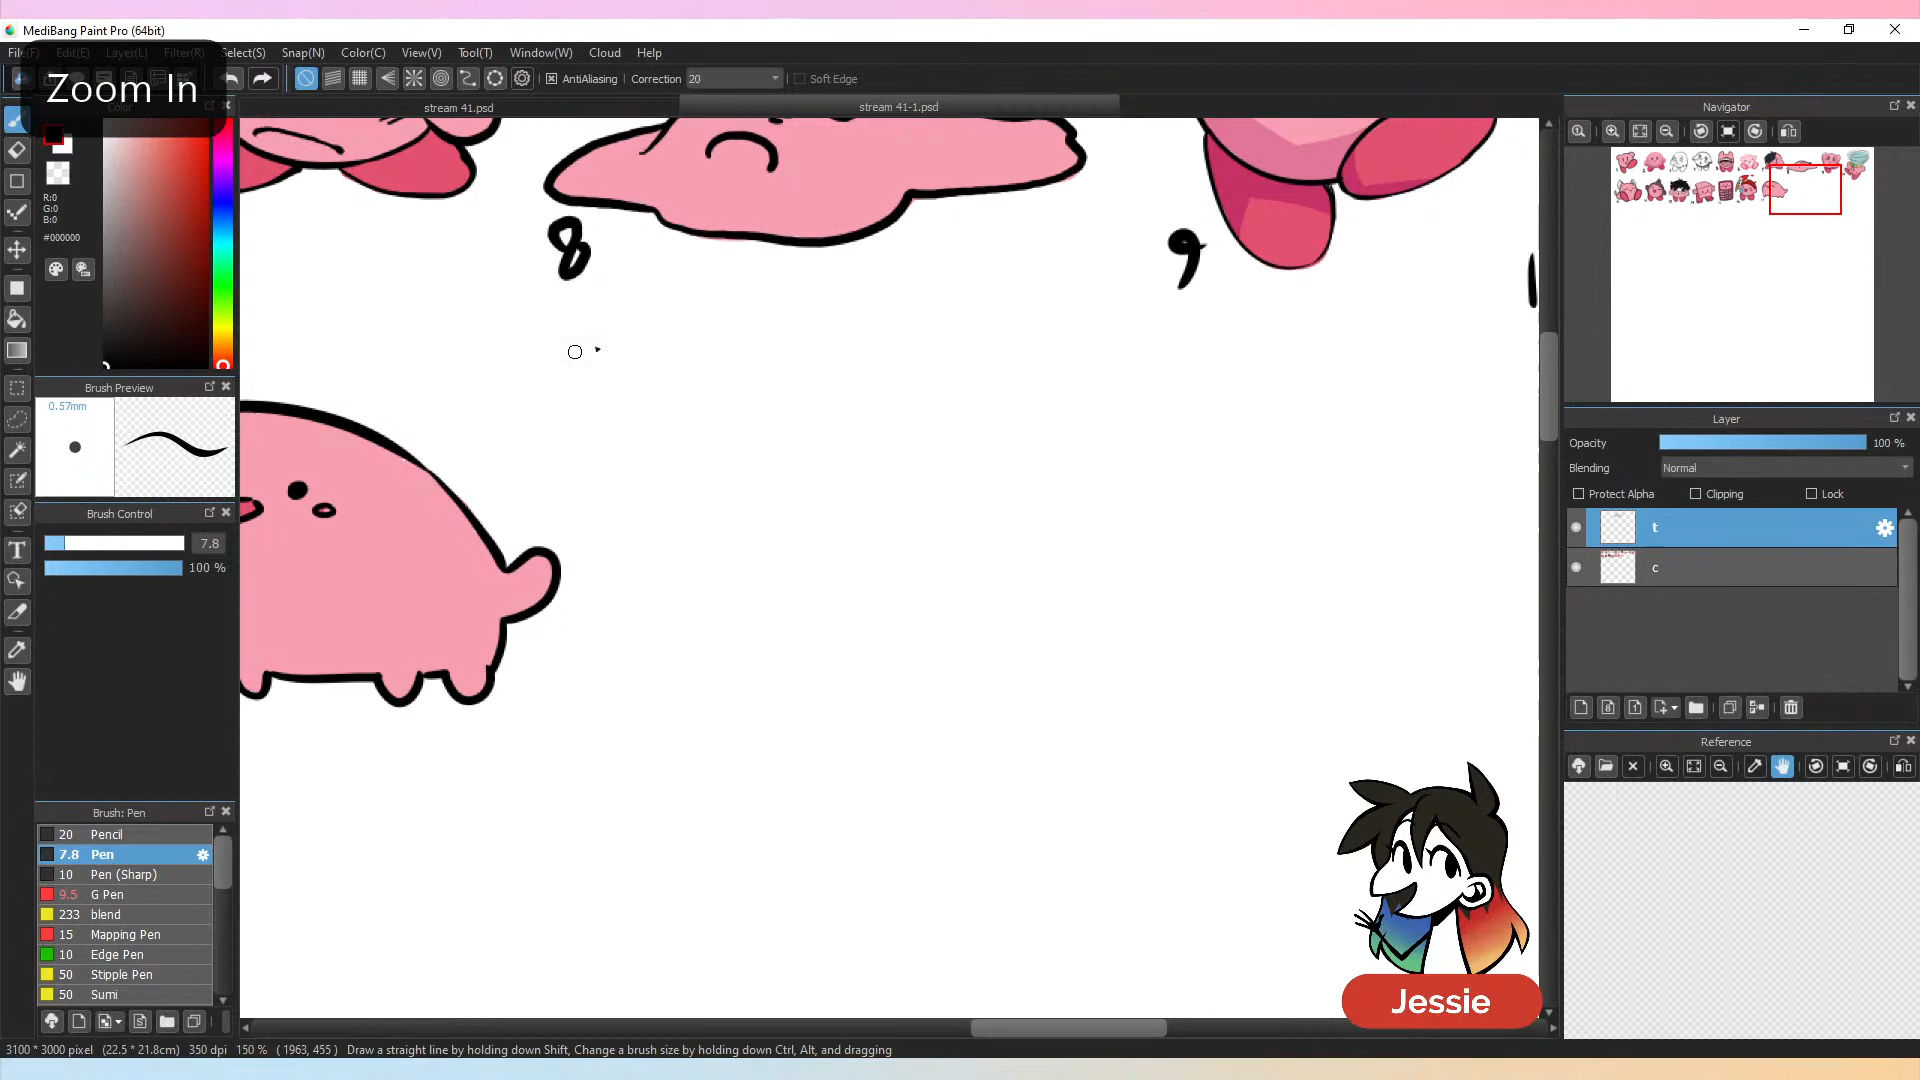 MediBang Paint Pro (64bit)
File(F) Edit(E) Layer(L) Filter(R) Select(S) Snap(N) Color(C) View(V) Tool(T) Window(W) Cloud Help
Zoom In
AntiAliasing Correction 20 Soft Edge
Color
stream 41.psd
stream 41-1.psd
Navigator
R:0
G:0
B:0
#000000
8
9
Brush Preview
0.57mm
Layer
Opacity 100 %
Blending Normal
Protect Alpha Clipping Lock
t
c
Brush Control
7.8
100 %
Reference
Brush: Pen
20 Pencil
7.8 Pen
10 Pen (Sharp)
9.5 G Pen
233 blend
15 Mapping Pen
10 Edge Pen
50 Stipple Pen
50 Sumi
Jessie
3100 * 3000 pixel (22.5 * 21.8cm) 350 dpi 150 % ( 1963, 455 ) Draw a straight line by holding down Shift, Change a brush size by holding down Ctrl, Alt, and dragging